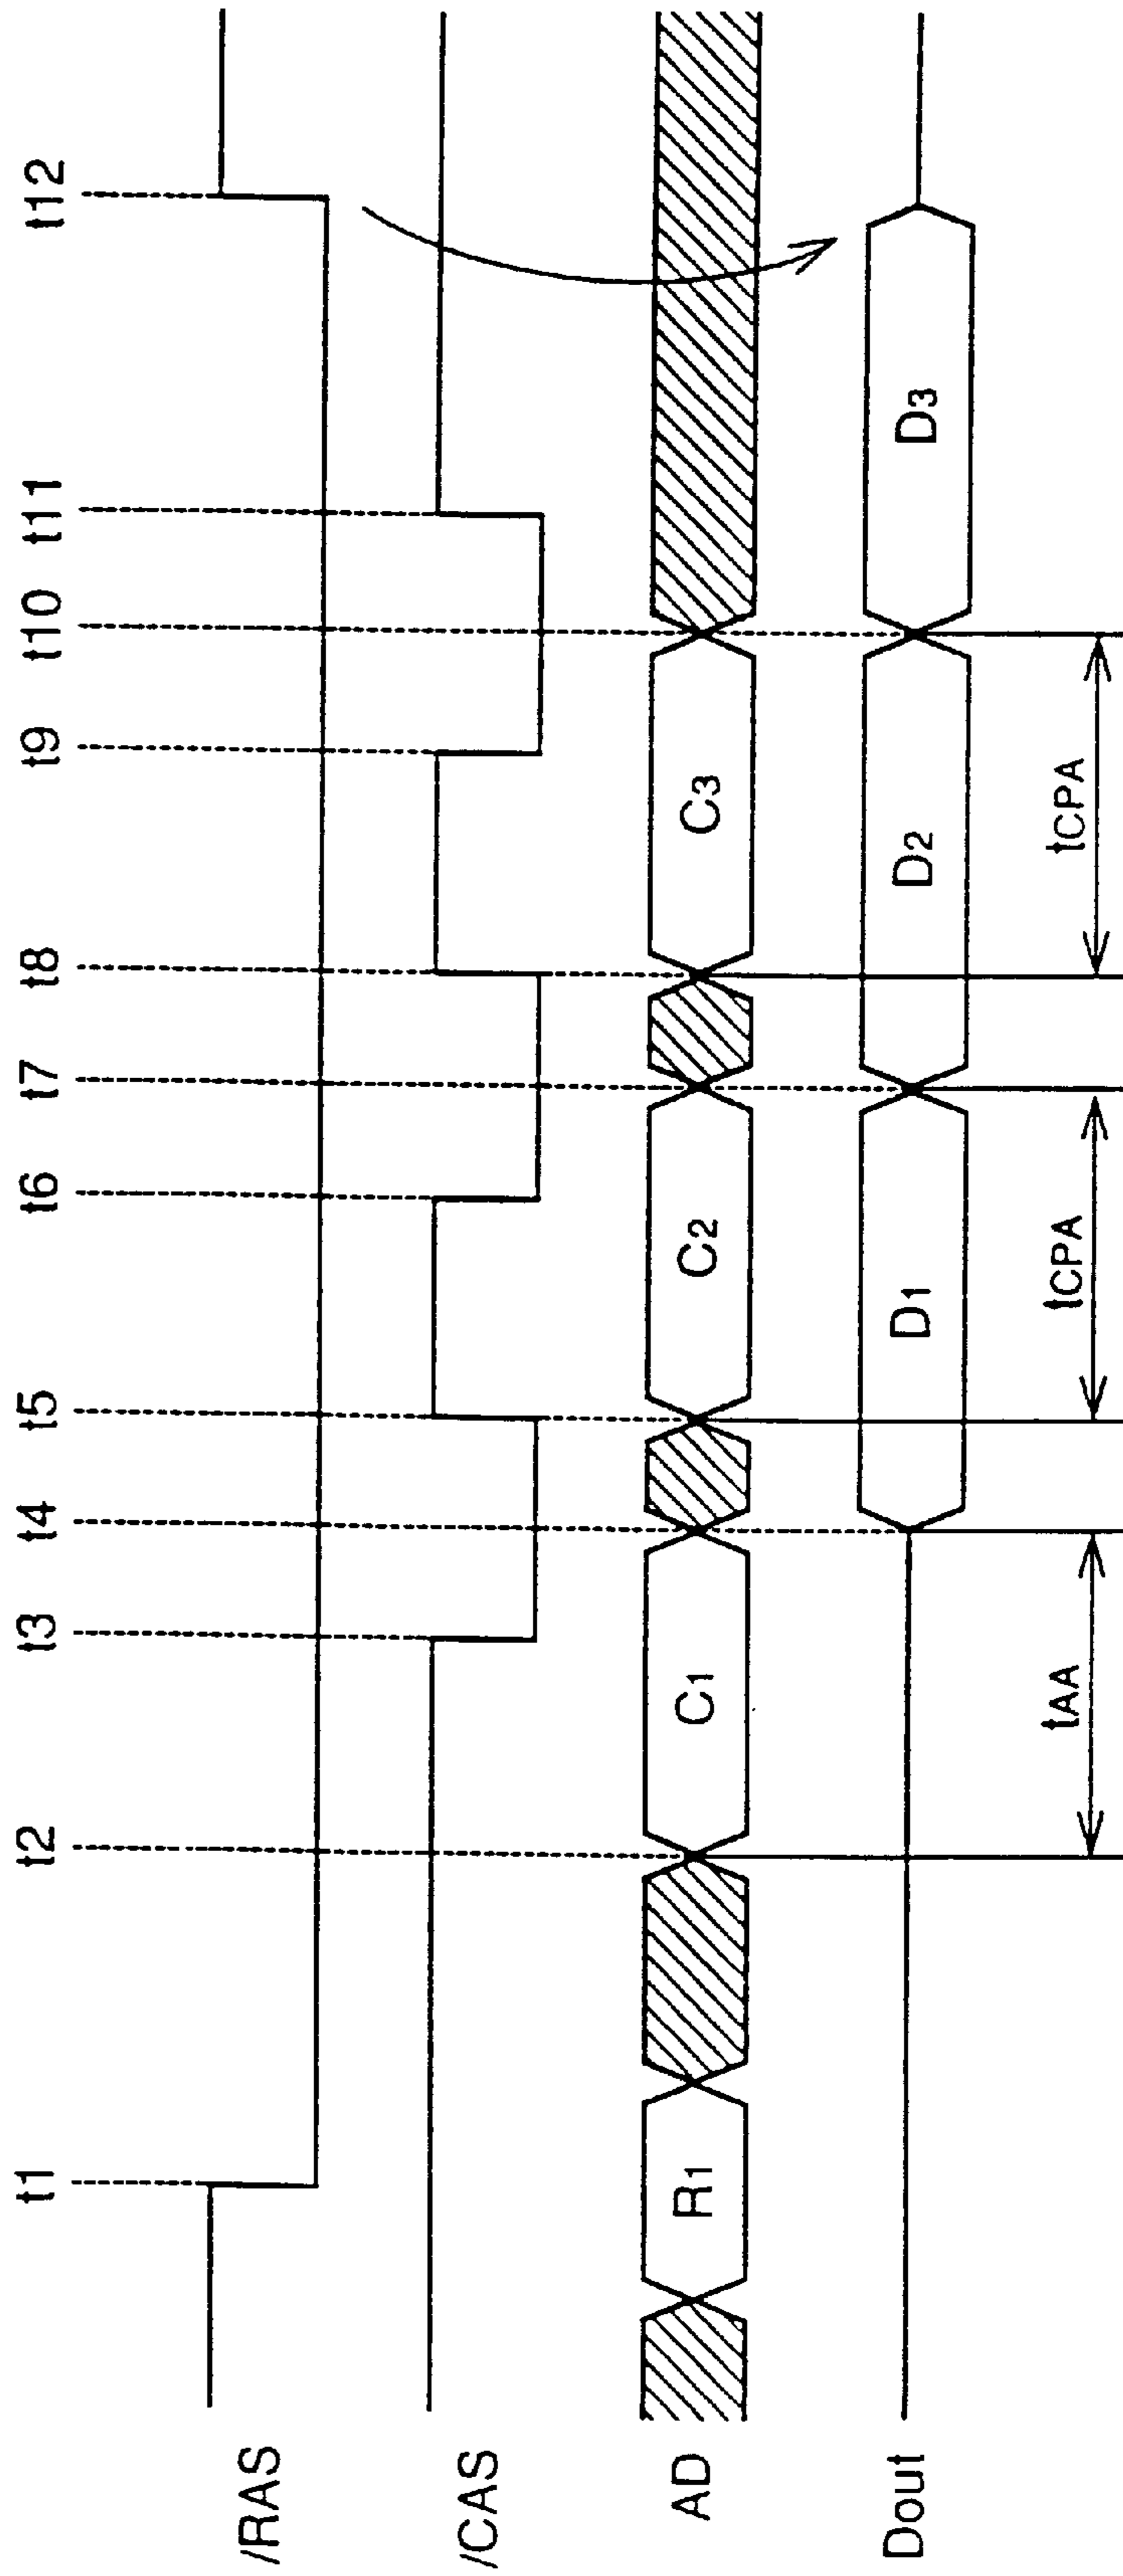 t1 t2 t3 t4 t5 t6 t7 t8 t9 t10 t11 t12
/RAS
/CAS
AD R1 C1 C2 C3
Dout D1 D2 D3
tAA tCPA tCPA